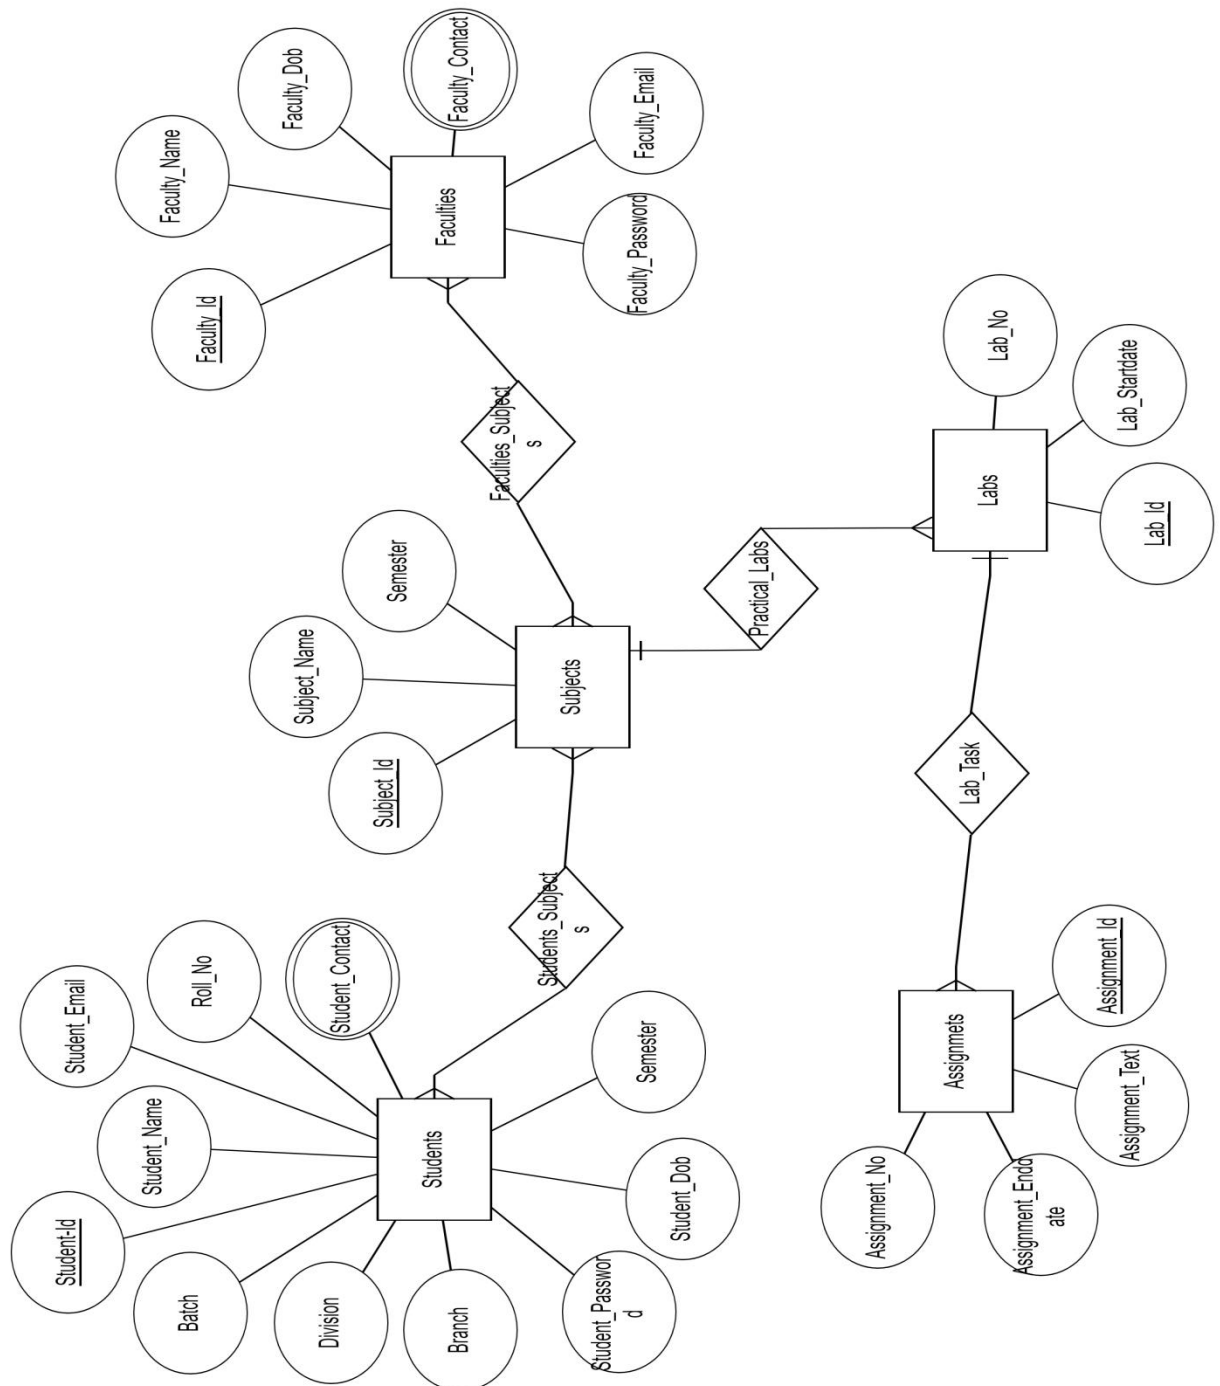 Student-Id
Student_Name
Student_Email
Roll_No
Student_Contact
Batch
Division
Branch
Student_Passwor
d
Student_Dob
Semester
Students
Students_Subject
s
Subject_Id
Subject_Name
Semester
Subjects
Faculties_Subject
s
Faculty_Id
Faculty_Name
Faculty_Dob
Faculty_Contact
Faculty_Email
Faculty_Password
Faculties
Practical_Labs
Labs
Lab_No
Lab_Startdate
Lab_Id
Lab_Task
Assignmets
Assignment_No
Assignment_Endd
ate
Assignment_Text
Assignment_Id